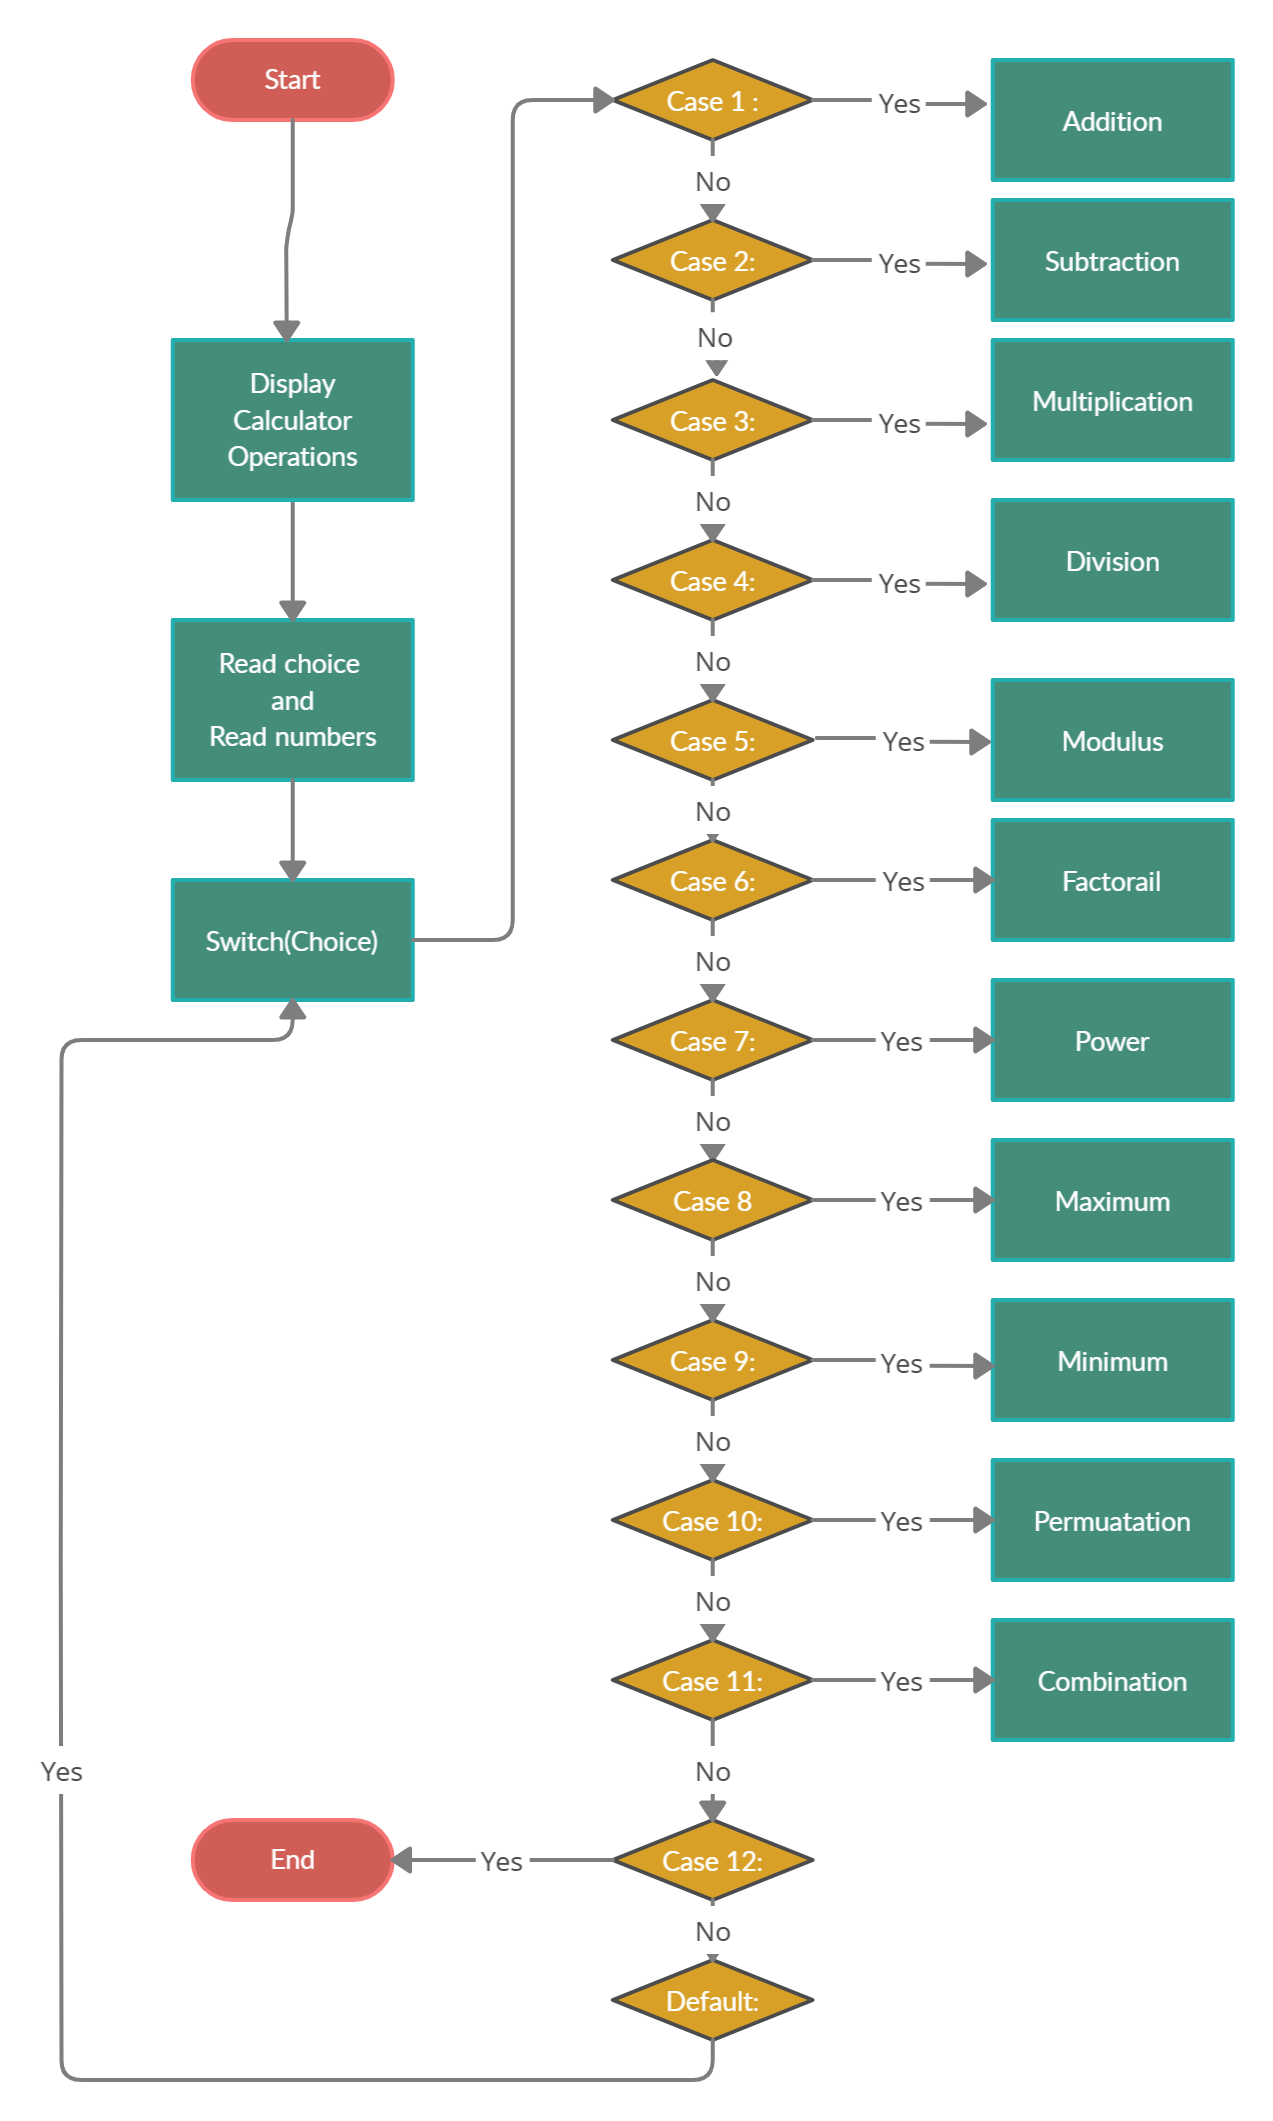 Start
Display
Calculator
Operations
Read choice
and
Read numbers
Switch(Choice)
Case 1 :
Yes
Addition
No
Case 2:
Yes
Subtraction
No
Case 3:
Yes
Multiplication
No
Case 4:
Yes
Division
No
Case 5:
Yes
Modulus
No
Case 6:
Yes
Factorail
No
Case 7:
Yes
Power
No
Case 8
Yes
Maximum
No
Case 9:
Yes
Minimum
No
Case 10:
Yes
Permuatation
No
Case 11:
Yes
Combination
No
Case 12:
Yes
End
No
Default:
Yes